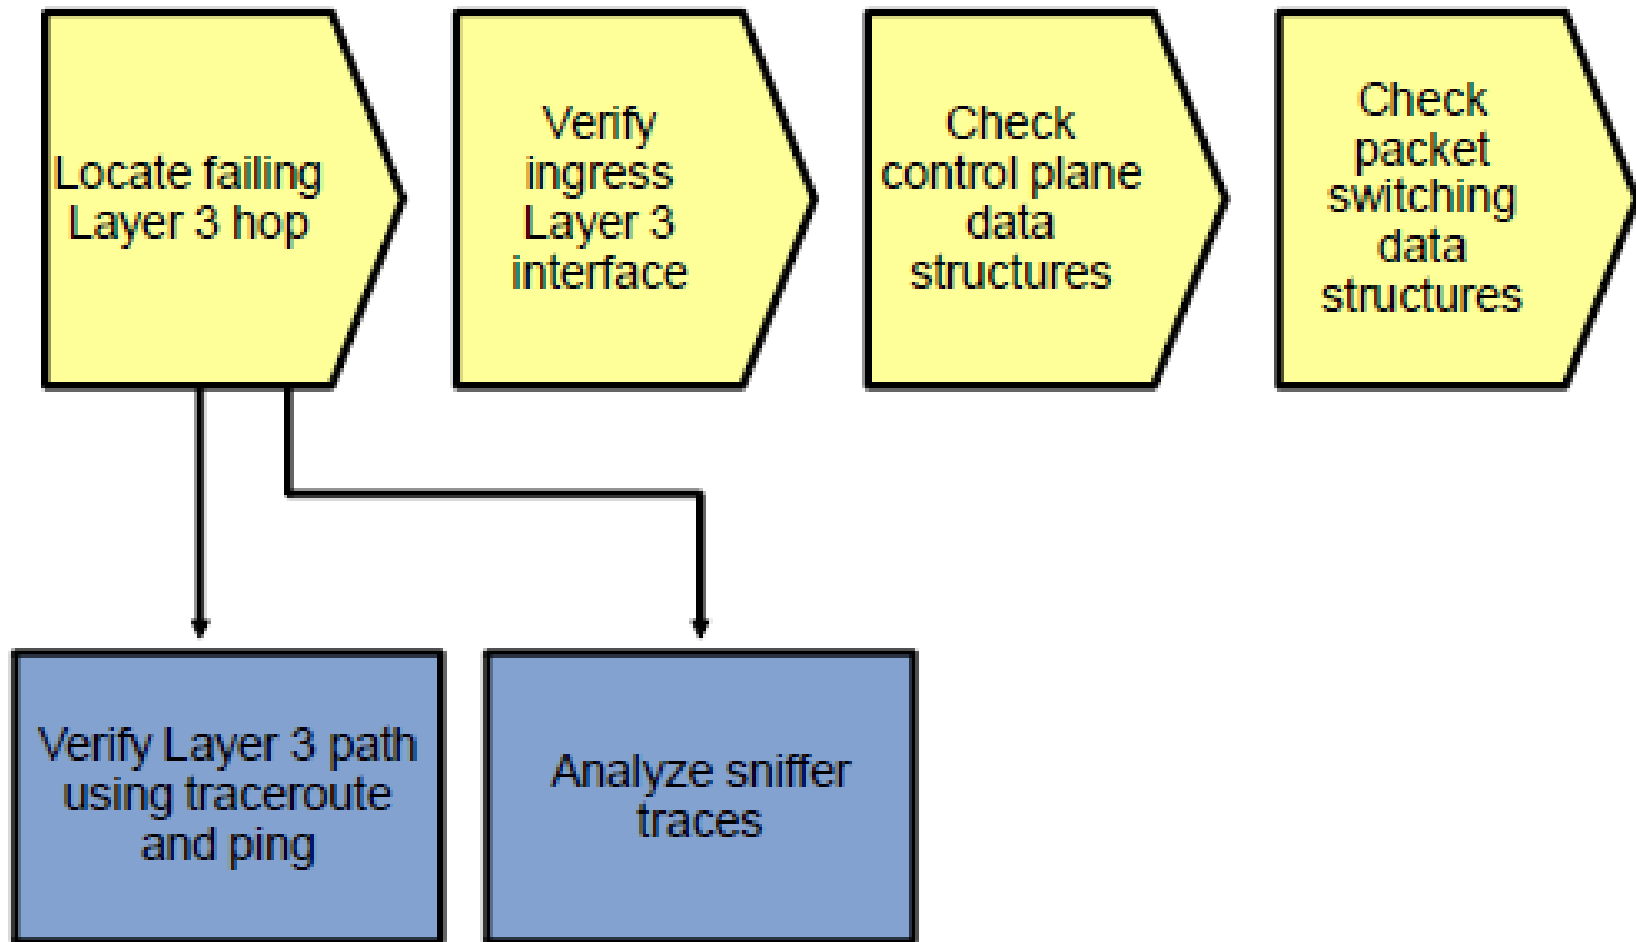 Locate failing
Layer 3 hop
Verify
ingress
Layer 3
interface
Check
control plane
data
structures
Check
packet
switching
data
structures
Verify Layer 3 path
using traceroute
and ping
Analyze sniffer
traces